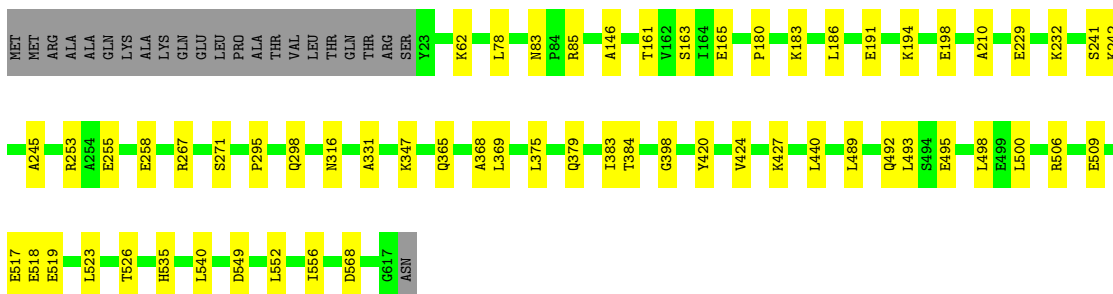 MET MET ARG ALA ALA GLN LYS ALA LYS GLN GLU LEU PRO ALA THR VAL LEU THR GLN THR THR ARG SER Y23 K62 L78 N83 P84 R85 A146 T161 V162 S163 I164 E165 P180 K183 L186 E191 K194 E198 A210 E229 K232 S241
A245 R253 A254 E255 E258 R267 S271 P295 Q298 N316 A331 K347 Q365 A368 L369 L375 Q379 I383 T384 G398 Y420 V424 K427 L440 L489 Q492 L493 S494 E495 L498 E499 L500 R506 E509
E517 E518 E519 L523 T526 H535 L540 D549 L552 I556 D568 G617 ASN